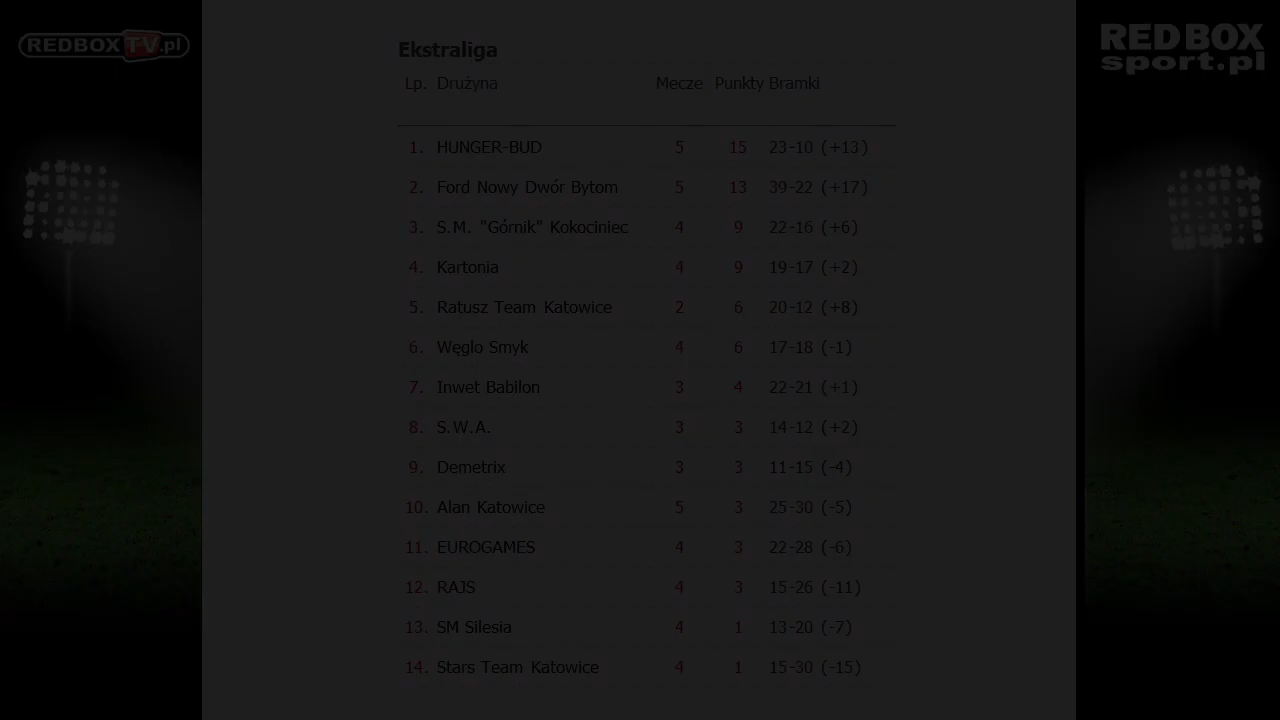 REDBOXTV.pl
REDBOX
sport.pl
Ekstraliga
Lp. Drużyna Mecze Punkty Bramki
1. HUNGER-BUD 5 15 23-10 (+13)
2. Ford Nowy Dwór Bytom 5 13 39-22 (+17)
3. S.M. "Górnik" Kokociniec 4 9 22-16 (+6)
4. Kartonia 4 9 19-17 (+2)
5. Ratusz Team Katowice 2 6 20-12 (+8)
6. Węglo Smyk 4 6 17-18 (-1)
7. Inwet Babilon 3 4 22-21 (+1)
8. S.W.A. 3 3 14-12 (+2)
9. Demetrix 3 3 11-15 (-4)
10. Alan Katowice 5 3 25-30 (-5)
11. EUROGAMES 4 3 22-28 (-6)
12. RAJS 4 3 15-26 (-11)
13. SM Silesia 4 1 13-20 (-7)
14. Stars Team Katowice 4 1 15-30 (-15)